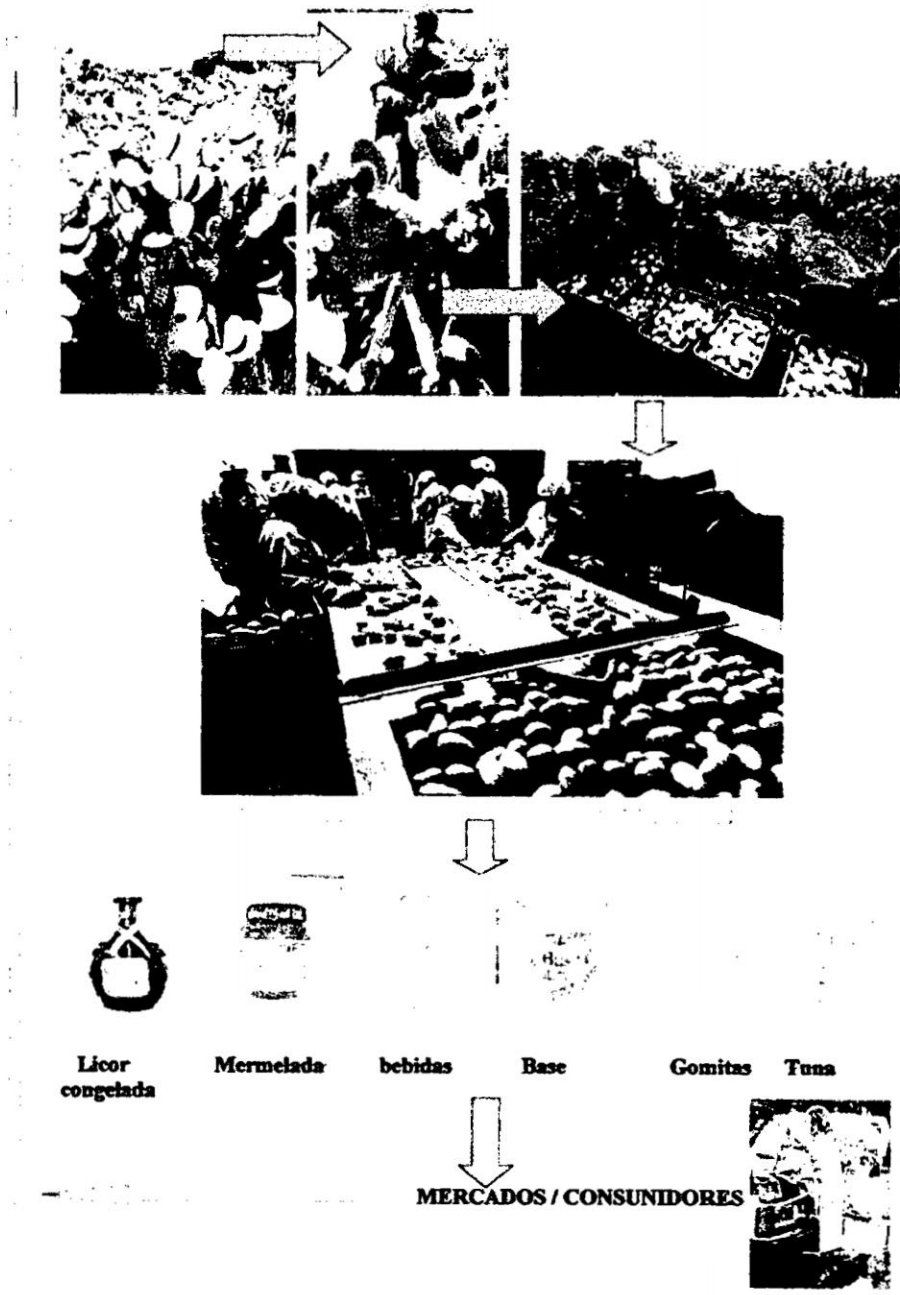 Licor Mermelada bebidas Base Gomitas Tuna
congelada
MERCADOS / CONSUNIDORES